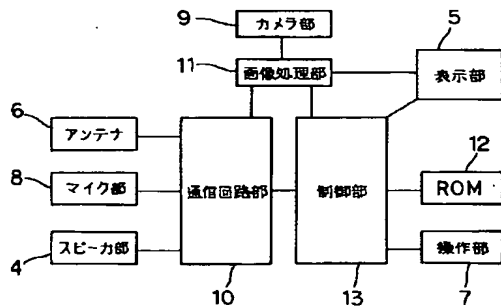 9
カメラ部
5
11
画像処理部
表示部
6
アンテナ
12
8
マイク部
通信回路部
制御部
ROM
スピーカ部
操作部
4
10
13
7